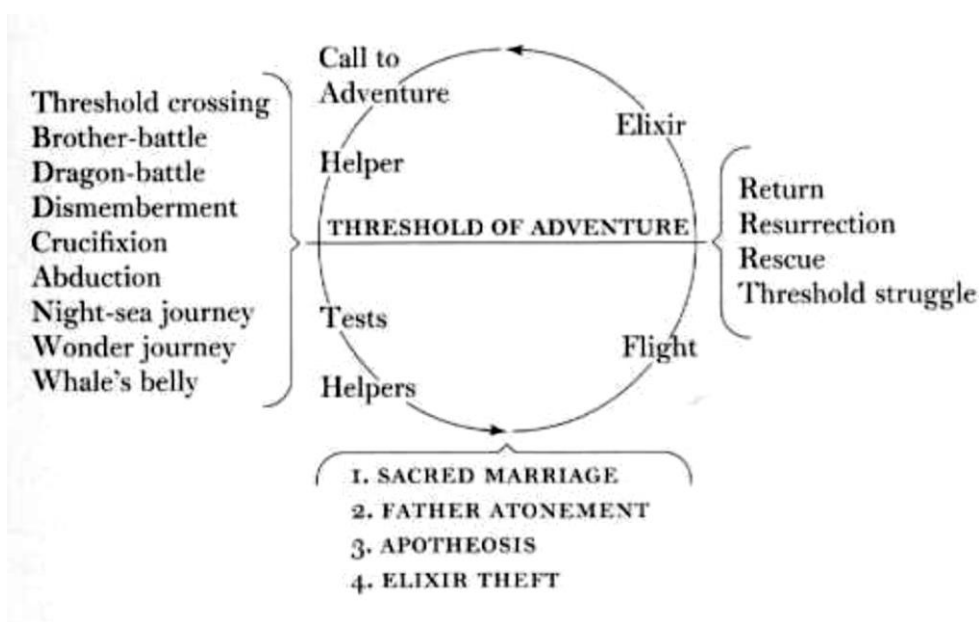 Call to
Adventure
Helper
Threshold crossing
Brother-battle
Dragon-battle
Dismemberment
Crucifixion
Abduction
Night-sea journey
Wonder journey
Whale's belly
THRESHOLD OF ADVENTURE
Tests
Helpers
Elixir
Flight
Return
Resurrection
Rescue
Threshold struggle
1. SACRED MARRIAGE
2. FATHER ATONEMENT
3. APOTHEOSIS
4. ELIXIR THEFT